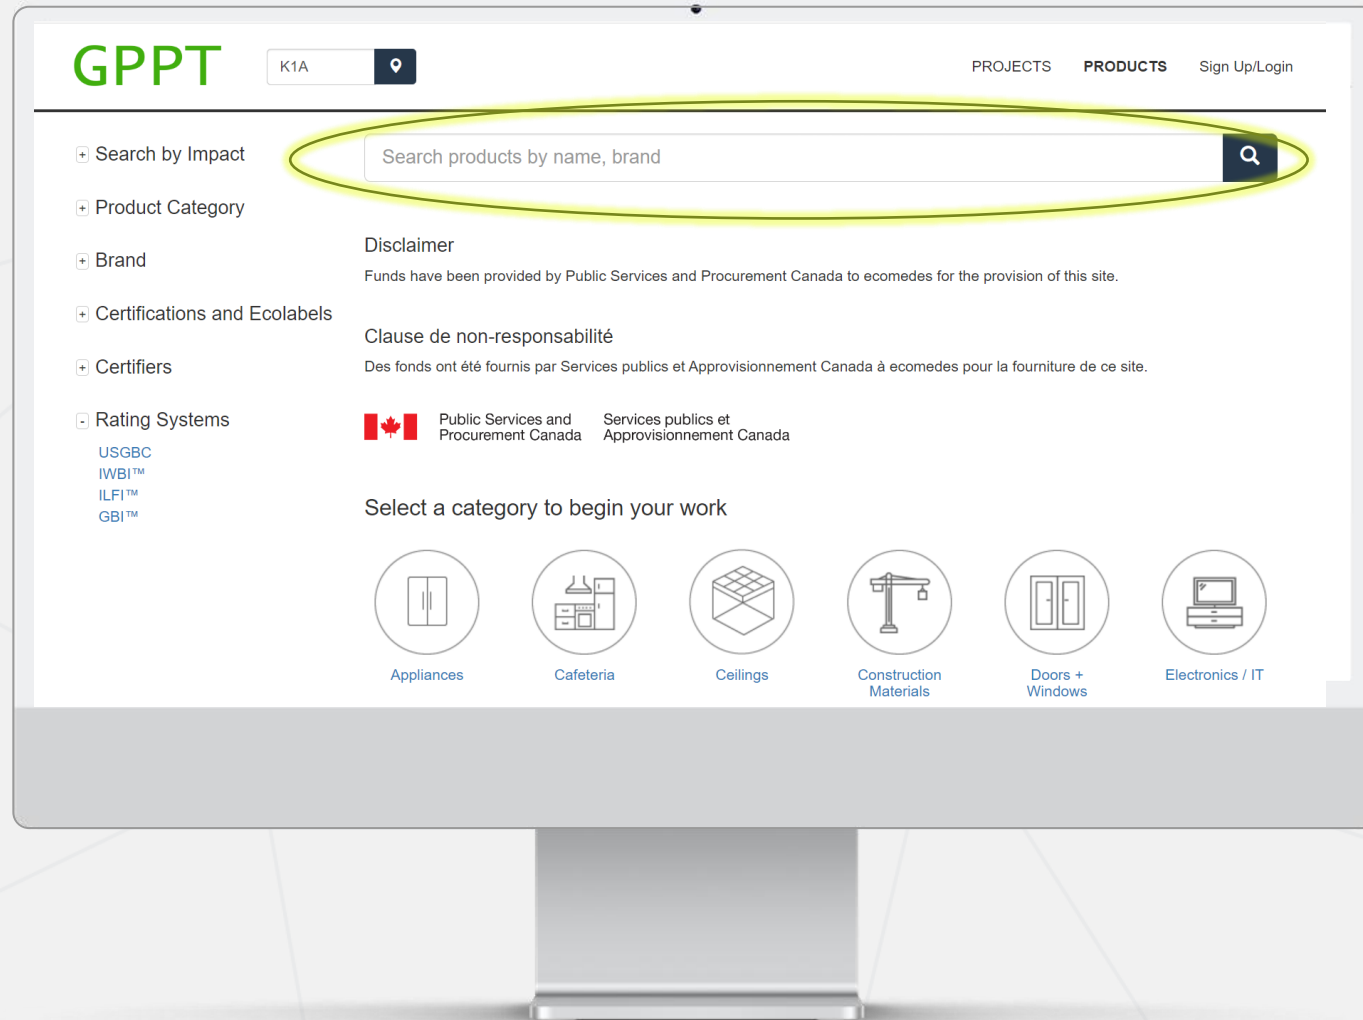 GPPT
K1A
PROJECTS
PRODUCTS
Sign Up/Login
Search products by name, brand
+ Search by Impact
+ Product Category
+ Brand
+ Certifications and Ecolabels
+ Certifiers
- Rating Systems
USGBC
IWBI™
ILFI™
GBI™
Disclaimer
Funds have been provided by Public Services and Procurement Canada to ecomedes for the provision of this site.
Clause de non-responsabilité
Des fonds ont été fournis par Services publics et Approvisionnement Canada à ecomedes pour la fourniture de ce site.
Public Services and
Procurement Canada
Services publics et
Approvisionnement Canada
Select a category to begin your work
Appliances
Cafeteria
Ceilings
Construction
Materials
Doors +
Windows
Electronics / IT